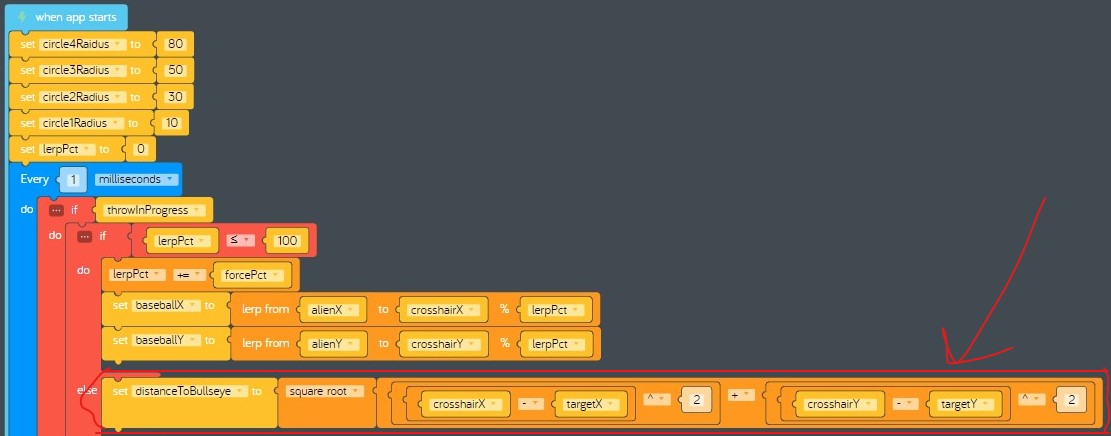 when app starts
set circle4Raidus to 80
set circle3Radius to 50
set circle2Radius to 30
set circle1Radius to 10
set lerpPct to 0
Every 1 milliseconds
do ... if throwInProgress
do ... if lerpPct ≤ 100
do lerpPct += forcePct
set baseballX to lerp from alienX to crosshairX % lerpPct
set baseballY to lerp from alienY to crosshairY % lerpPct
else set distanceToBullseye to square root crosshairX - targetX ^ 2 + crosshairY - targetY ^ 2